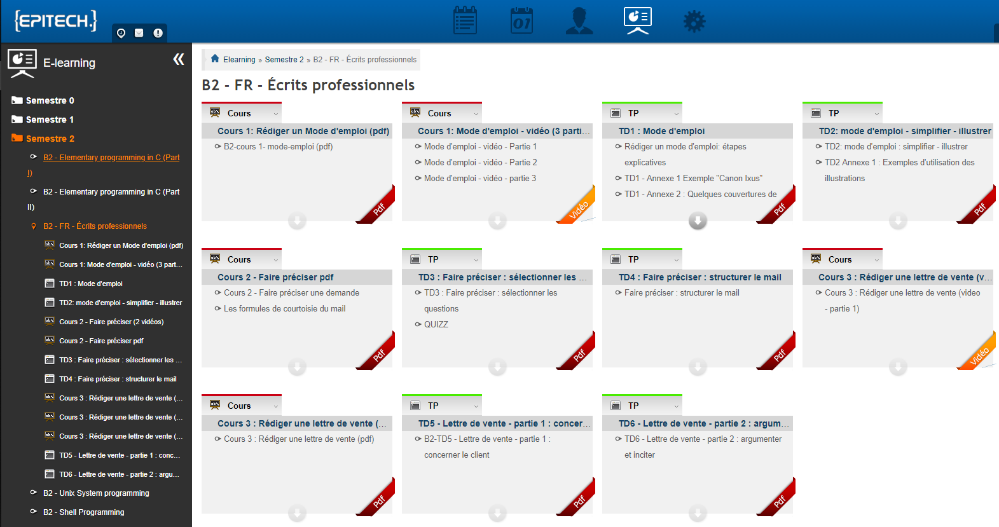 {EPITECH.}
01
E-learning
«
Semestre 0
Semestre 1
Semestre 2
B2 - Elementary programming in C (Part
I)
B2 - Elementary programming in C (Part
II)
B2 - FR - Écrits professionnels
Cours 1: Rédiger un Mode d'emploi (pdf)
Cours 1: Mode d'emploi - vidéo (3 part...
TD1 : Mode d'emploi
TD2: mode d'emploi - simplifier - illustrer
Cours 2 - Faire préciser (2 vidéos)
Cours 2 - Faire préciser pdf
TD3 : Faire préciser : sélectionner les ...
TD4 : Faire préciser : structurer le mail
Cours 3 : Rédiger une lettre de vente (...
Cours 3 : Rédiger une lettre de vente (...
Cours 3 : Rédiger une lettre de vente (...
TD5 - Lettre de vente - partie 1 : conc...
TD6 - Lettre de vente - partie 2 : argu...
B2 - Unix System programming
B2 - Shell Programming
Elearning » Semestre 2 » B2 - FR - Écrits professionnels
B2 - FR - Écrits professionnels
Cours
Cours 1: Rédiger un Mode d'emploi (pdf)
B2-cours 1- mode-emploi (pdf)
Pdf
Cours
Cours 1: Mode d'emploi - vidéo (3 parti...
Mode d'emploi - vidéo - Partie 1
Mode d'emploi - vidéo - Partie 2
Mode d'emploi - vidéo - partie 3
Vidéo
TP
TD1 : Mode d'emploi
Rédiger un mode d'emploi: étapes
explicatives
TD1 - Annexe 1 Exemple "Canon Ixus"
TD1 - Annexe 2 : Quelques couvertures de
Pdf
TP
TD2: mode d'emploi - simplifier - illustrer
TD2: mode d'emploi : simplifier - illustrer
TD2 Annexe 1 : Exemples d'utilisation des
illustrations
Pdf
Cours
Cours 2 - Faire préciser pdf
Cours 2 - Faire préciser une demande
Les formules de courtoisie du mail
Pdf
TP
TD3 : Faire préciser : sélectionner les ...
TD3 : Faire préciser : sélectionner les
questions
QUIZZ
Pdf
TP
TD4 : Faire préciser : structurer le mail
Faire préciser : structurer le mail
Pdf
Cours
Cours 3 : Rédiger une lettre de vente (v...
Cours 3 : Rédiger une lettre de vente (video
- partie 1)
Vidéo
Cours
Cours 3 : Rédiger une lettre de vente (...
Cours 3 : Rédiger une lettre de vente (pdf)
Pdf
TP
TD5 - Lettre de vente - partie 1 : concer...
B2-TD5 - Lettre de vente - partie 1 :
concerner le client
Pdf
TP
TD6 - Lettre de vente - partie 2 : argum...
TD6 - Lettre de vente - partie 2 : argumenter
et inciter
Pdf